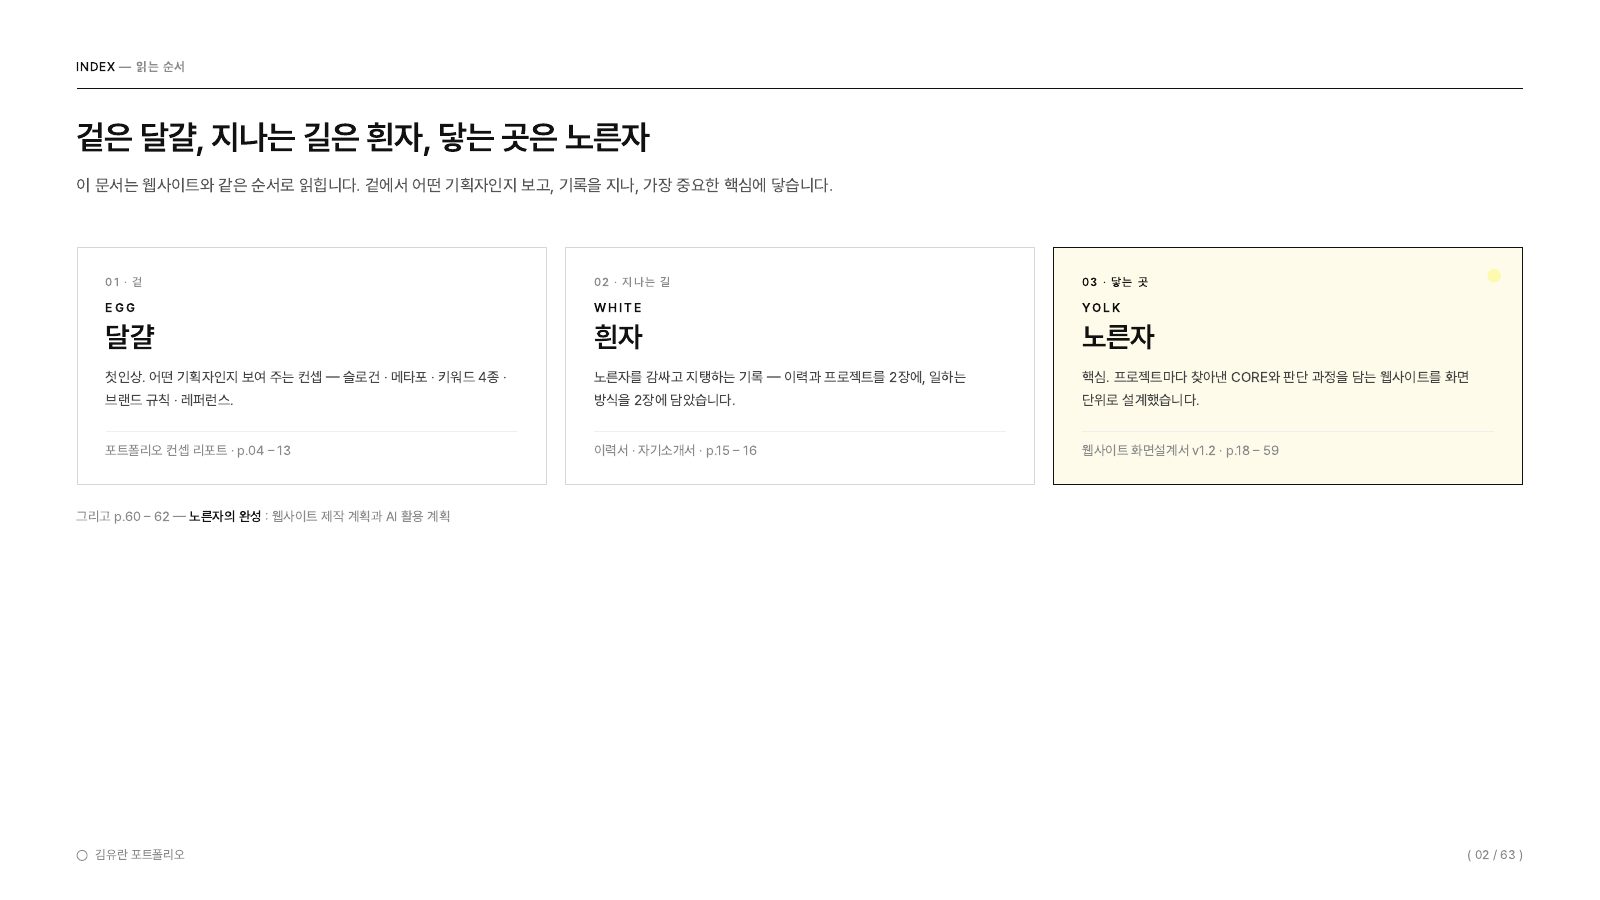 INDEX — 읽는 순서
겉은 달걀, 지나는 길은 흰자, 닿는 곳은 노른자
이 문서는 웹사이트와 같은 순서로 읽힙니다. 겉에서 어떤 기획자인지 보고, 기록을 지나, 가장 중요한 핵심에 닿습니다.
01 · 겉
EGG
달걀
첫인상. 어떤 기획자인지 보여 주는 컨셉 — 슬로건 · 메타포 · 키워드 4종 ·
브랜드 규칙 · 레퍼런스.
포트폴리오 컨셉 리포트 · p.04 – 13
02 · 지나는 길
WHITE
흰자
노른자를 감싸고 지탱하는 기록 — 이력과 프로젝트를 2장에, 일하는
방식을 2장에 담았습니다.
이력서 · 자기소개서 · p.15 – 16
03 · 닿는 곳
YOLK
노른자
핵심. 프로젝트마다 찾아낸 CORE와 판단 과정을 담는 웹사이트를 화면
단위로 설계했습니다.
웹사이트 화면설계서 v1.2 · p.18 – 59
그리고 p.60 – 62 — 노른자의 완성 : 웹사이트 제작 계획과 AI 활용 계획
김유란 포트폴리오
( 02 / 63 )